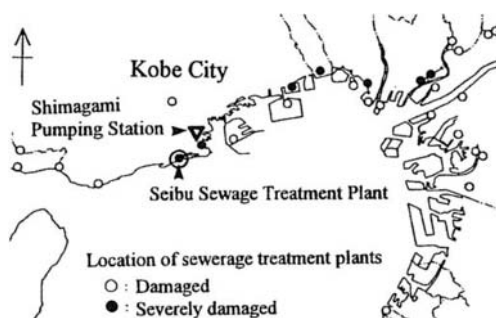 Kobe City
Shimagami
Pumping Station
Seibu Sewage Treatment Plant
Location of sewerage treatment plants
○ : Damaged
● : Severely damaged